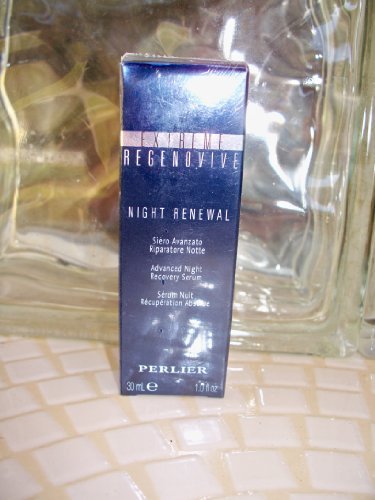 EXTREME
REGENOVIVE
NIGHT RENEWAL
Siero Avanzato
Riparatore Notte
Advanced Night
Recovery Serum
Sérum Nuit
Récupération Absolue
PERLIER
30 mL e 1.0 fl oz